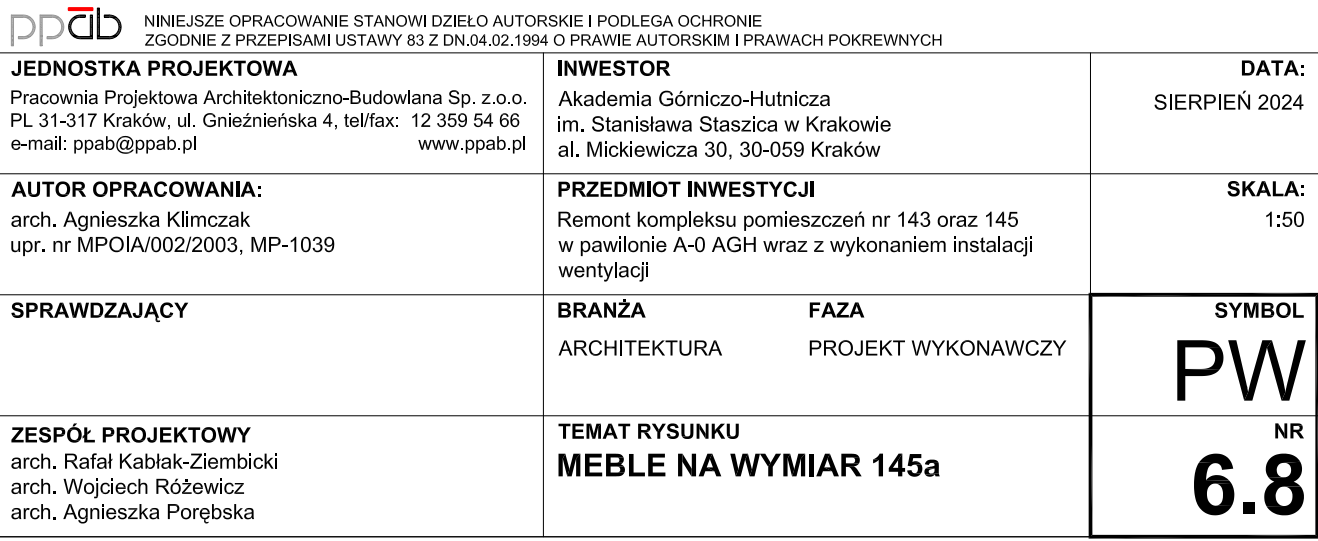 ppab
NINIEJSZE OPRACOWANIE STANOWI DZIEŁO AUTORSKIE I PODLEGA OCHRONIE
ZGODNIE Z PRZEPISAMI USTAWY 83 Z DN.04.02.1994 O PRAWIE AUTORSKIM I PRAWACH POKREWNYCH
JEDNOSTKA PROJEKTOWA
Pracownia Projektowa Architektoniczno-Budowlana Sp. z.o.o.
PL 31-317 Kraków, ul. Gnieźnieńska 4, tel/fax: 12 359 54 66
e-mail: ppab@ppab.pl www.ppab.pl
INWESTOR
Akademia Górniczo-Hutnicza
im. Stanisława Staszica w Krakowie
al. Mickiewicza 30, 30-059 Kraków
DATA:
SIERPIEŃ 2024
AUTOR OPRACOWANIA:
arch. Agnieszka Klimczak
upr. nr MPOIA/002/2003, MP-1039
PRZEDMIOT INWESTYCJI
Remont kompleksu pomieszczeń nr 143 oraz 145
w pawilonie A-0 AGH wraz z wykonaniem instalacji
wentylacji
SKALA:
1:50
SPRAWDZAJĄCY
BRANŻA
ARCHITEKTURA
FAZA
PROJEKT WYKONAWCZY
SYMBOL
PW
ZESPÓŁ PROJEKTOWY
arch. Rafał Kabłak-Ziembicki
arch. Wojciech Różewicz
arch. Agnieszka Porębska
TEMAT RYSUNKU
MEBLE NA WYMIAR 145a
NR
6.8